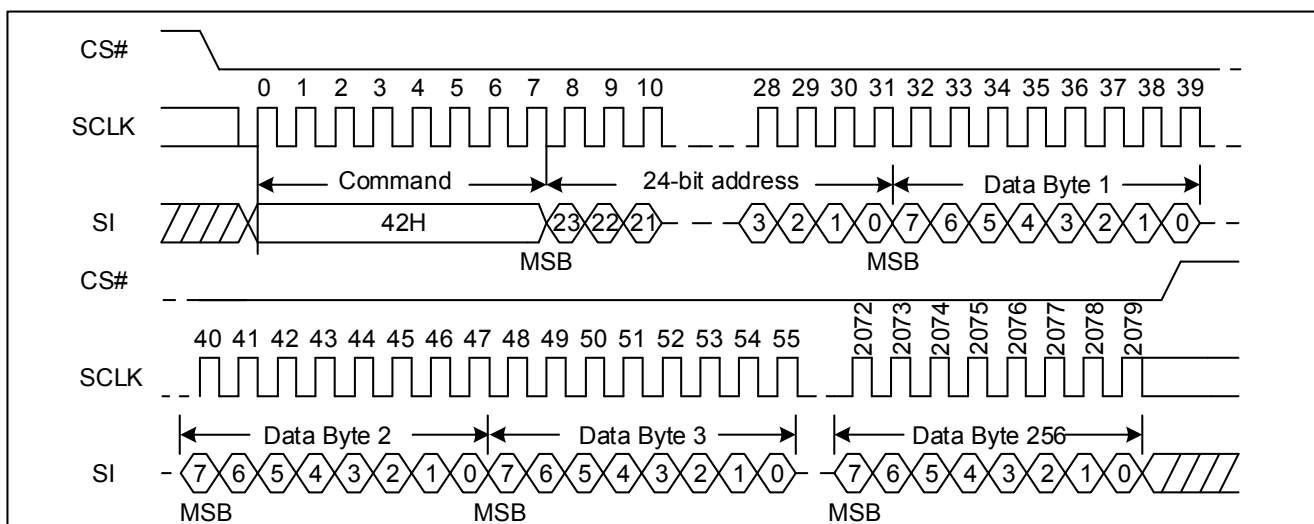 CS#
0 1 2 3 4 5 6 7 8 9 10 28 29 30 31 32 33 34 35 36 37 38 39
SCLK
Command 24-bit address Data Byte 1
SI 42H 23 22 21 3 2 1 0 7 6 5 4 3 2 1 0
MSB MSB
CS#
40 41 42 43 44 45 46 47 48 49 50 51 52 53 54 55 2072 2073 2074 2075 2076 2077 2078 2079
SCLK
Data Byte 2 Data Byte 3 Data Byte 256
SI 7 6 5 4 3 2 1 0 7 6 5 4 3 2 1 0 7 6 5 4 3 2 1 0
MSB MSB MSB